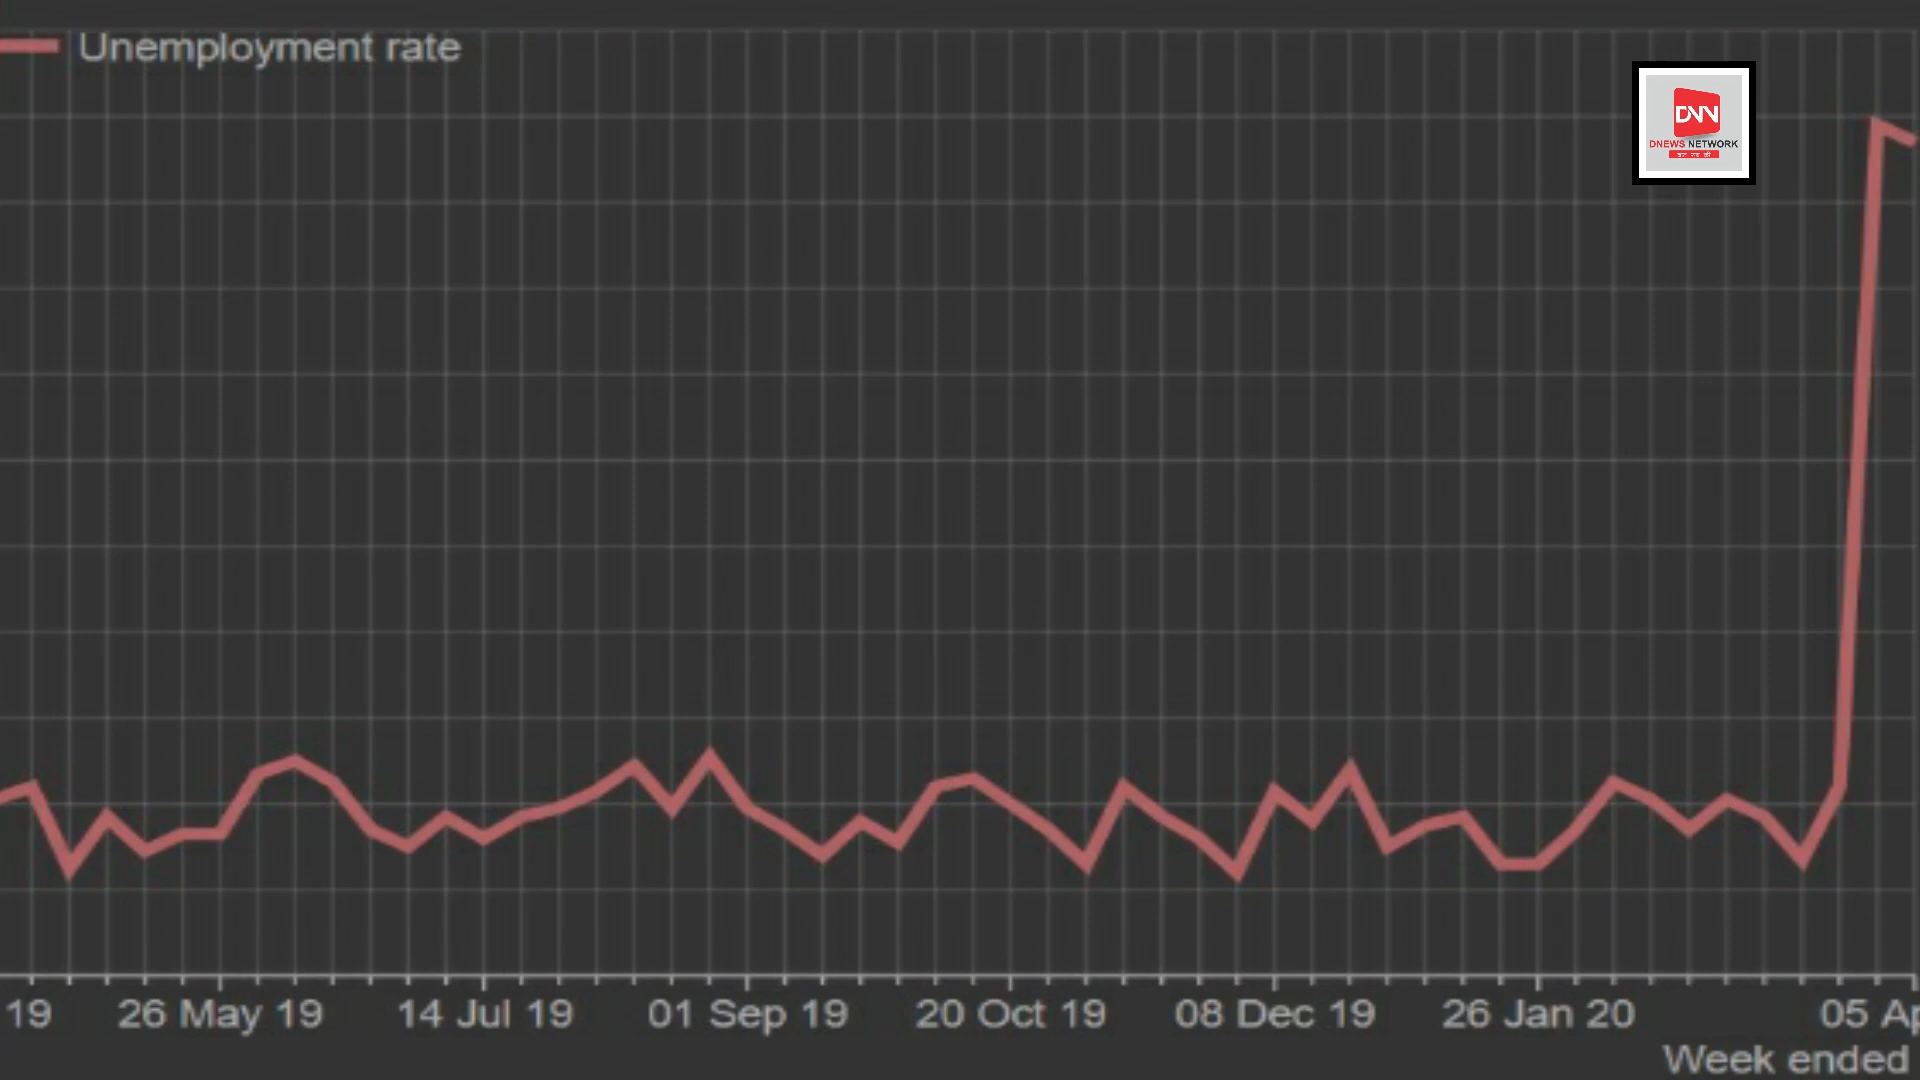 Unemployment rate
DNN
DNEWS NETWORK
19 26 May 19 14 Jul 19 01 Sep 19 20 Oct 19 08 Dec 19 26 Jan 20 05 Ap
Week ended